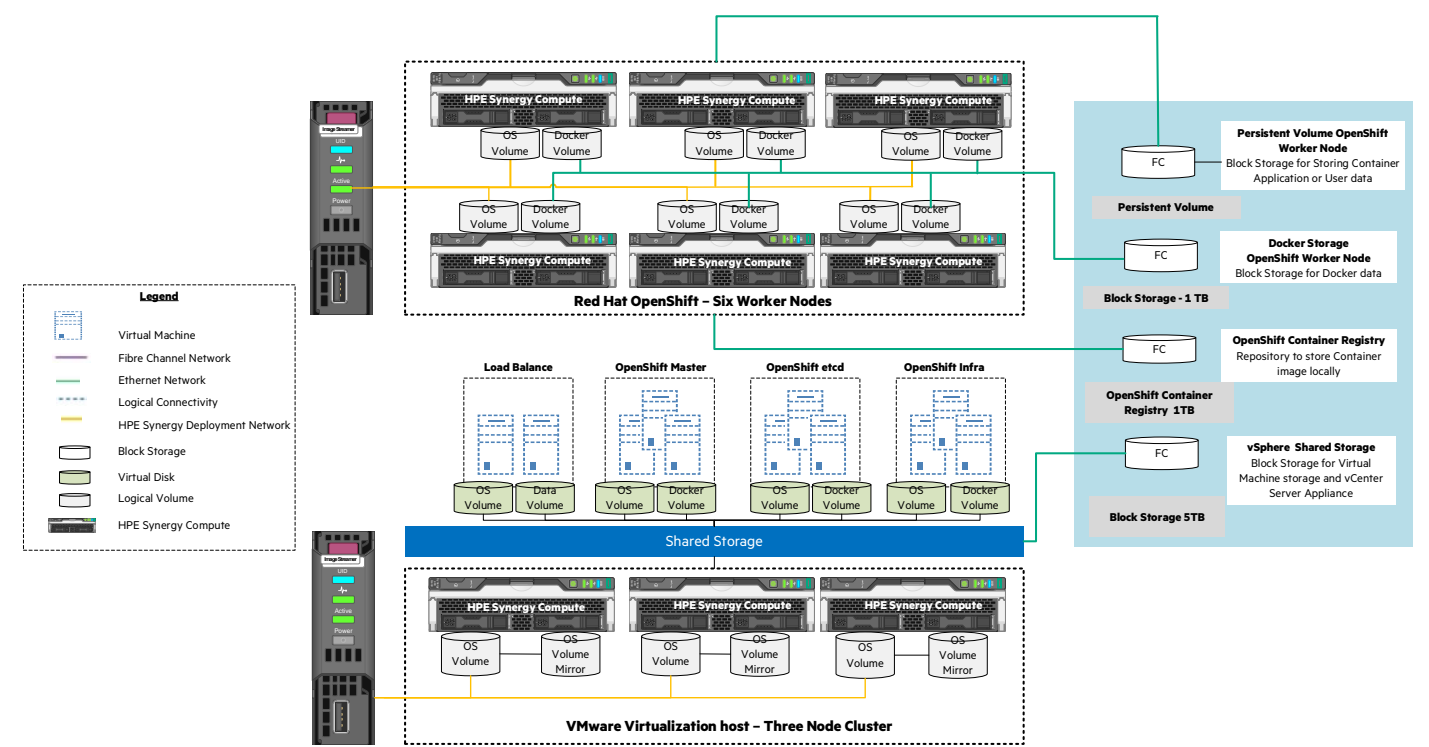 HPE Synergy Compute
HPE Synergy Compute
HPE Synergy Compute
OS
Volume
Docker
Volume
OS
Volume
Docker
Volume
OS
Volume
Docker
Volume
Image Streamer
UID
Active
Power
OS
Volume
Docker
Volume
OS
Volume
Docker
Volume
OS
Volume
Docker
Volume
HPE Synergy Compute
HPE Synergy Compute
HPE Synergy Compute
Red Hat OpenShift – Six Worker Nodes
FC
Persistent Volume OpenShift
Worker Node
Block Storage for Storing Container
Application or User data
Persistent Volume
FC
Docker Storage
OpenShift Worker Node
Block Storage for Docker data
Block Storage - 1 TB
FC
OpenShift Container Registry
Repository to store Container
image locally
OpenShift Container
Registry 1TB
FC
vSphere Shared Storage
Block Storage for Virtual
Machine storage and vCenter
Server Appliance
Block Storage 5TB
Legend
Virtual Machine
Fibre Channel Network
Ethernet Network
Logical Connectivity
HPE Synergy Deployment Network
Block Storage
Virtual Disk
Logical Volume
HPE Synergy Compute
Load Balance
OpenShift Master
OpenShift etcd
OpenShift Infra
OS
Volume
Data
Volume
OS
Volume
Docker
Volume
OS
Volume
Docker
Volume
OS
Volume
Docker
Volume
Shared Storage
Image Streamer
UID
Active
Power
HPE Synergy Compute
HPE Synergy Compute
HPE Synergy Compute
OS
Volume
OS
Volume
Mirror
OS
Volume
OS
Volume
Mirror
OS
Volume
OS
Volume
Mirror
VMware Virtualization host – Three Node Cluster